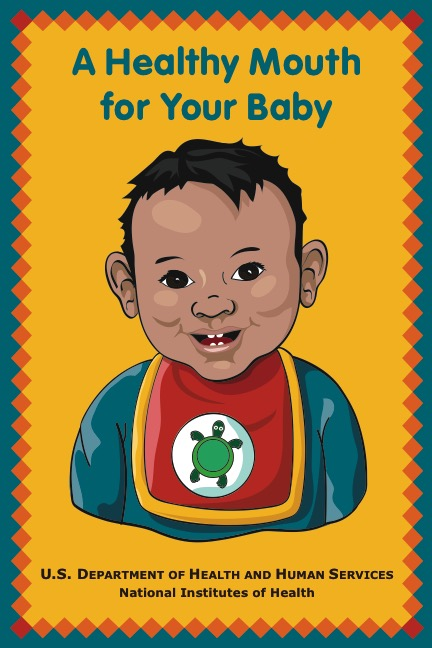 A Healthy Mouth
for Your Baby
U.S. DEPARTMENT OF HEALTH AND HUMAN SERVICES
National Institutes of Health